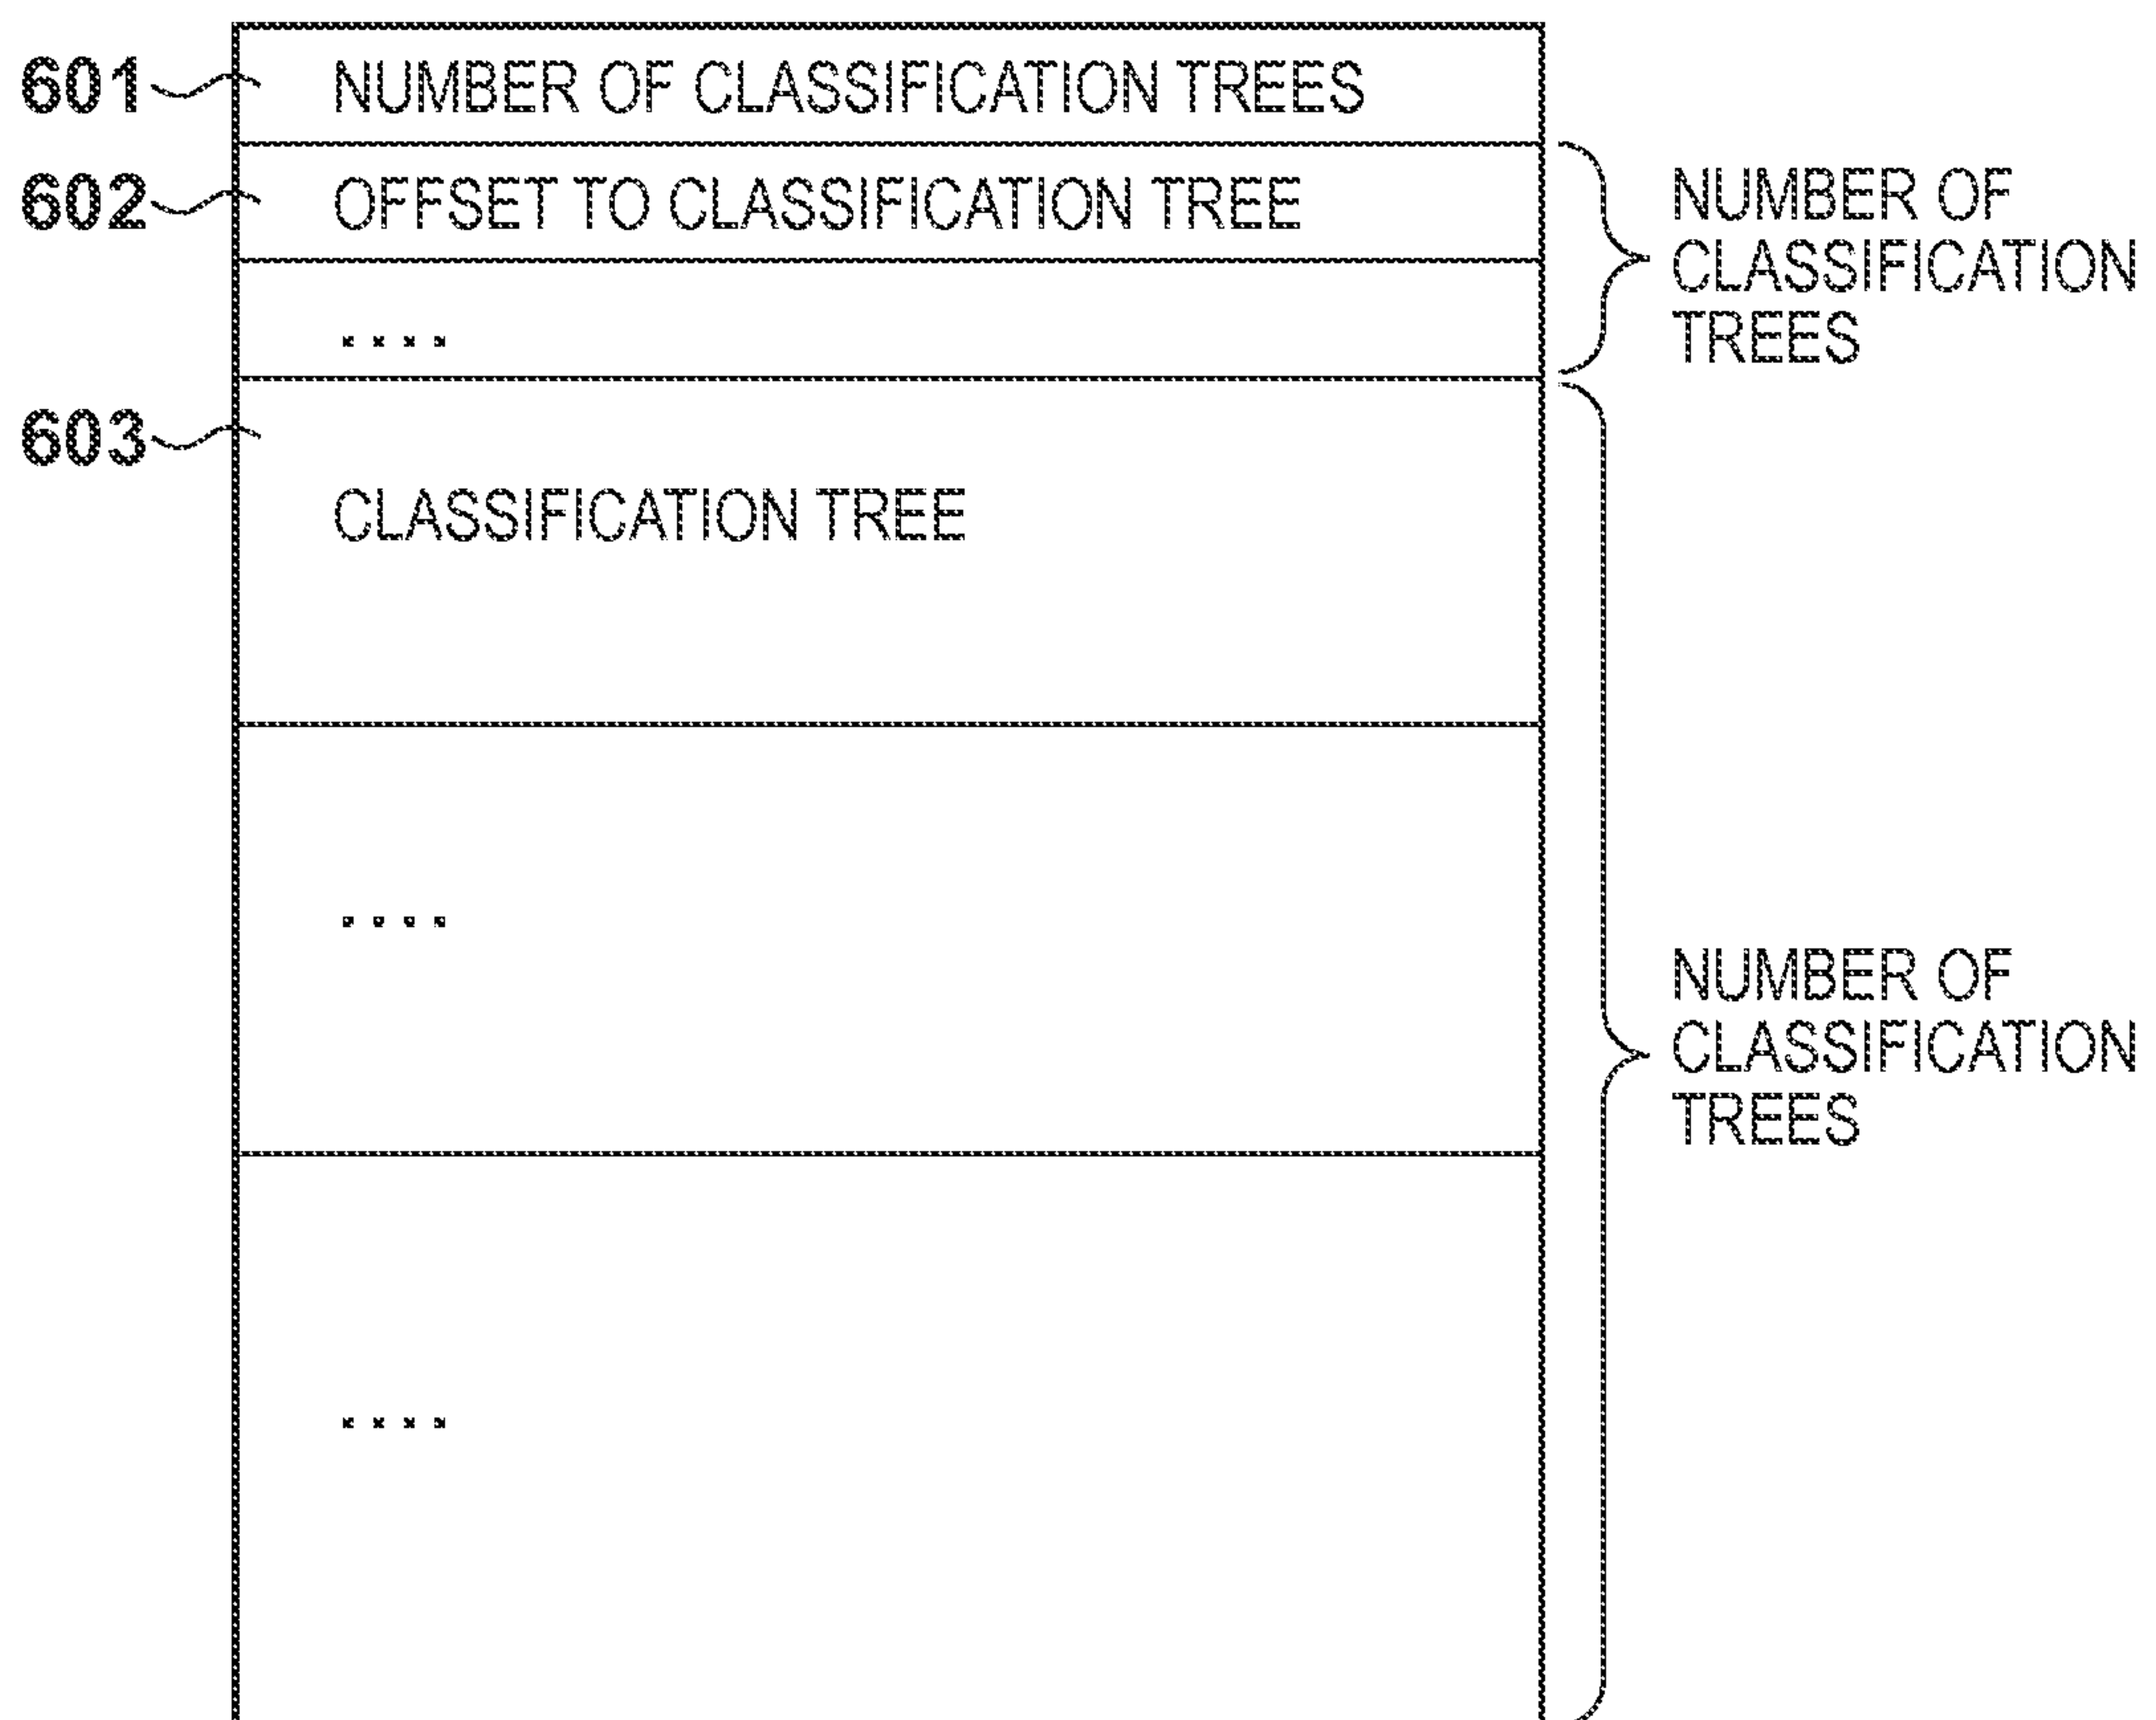 601 NUMBER OF CLASSIFICATION TREES
602 OFFSET TO CLASSIFICATION TREE
NUMBER OF
CLASSIFICATION
TREES
....
603
CLASSIFICATION TREE
....
NUMBER OF
CLASSIFICATION
TREES
....